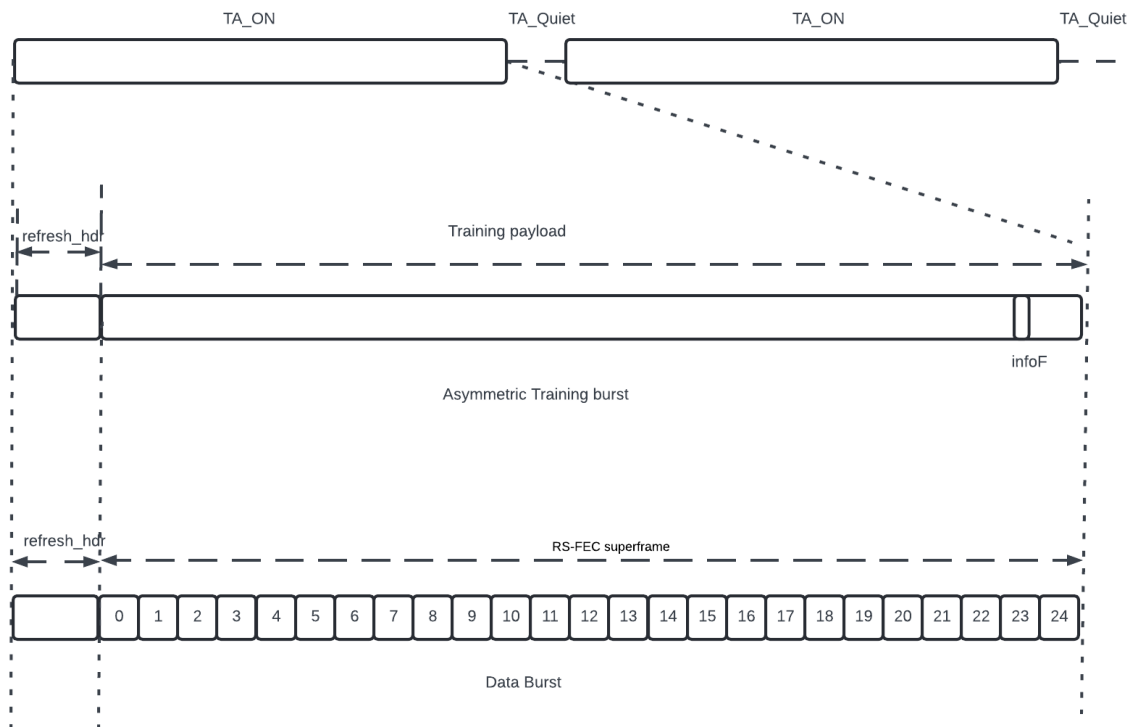 TA_ON TA_Quiet TA_ON TA_Quiet
refresh_hdr
Training payload
infoF
Asymmetric Training burst
refresh_hdr
RS-FEC superframe
0 1 2 3 4 5 6 7 8 9 10 11 12 13 14 15 16 17 18 19 20 21 22 23 24
Data Burst